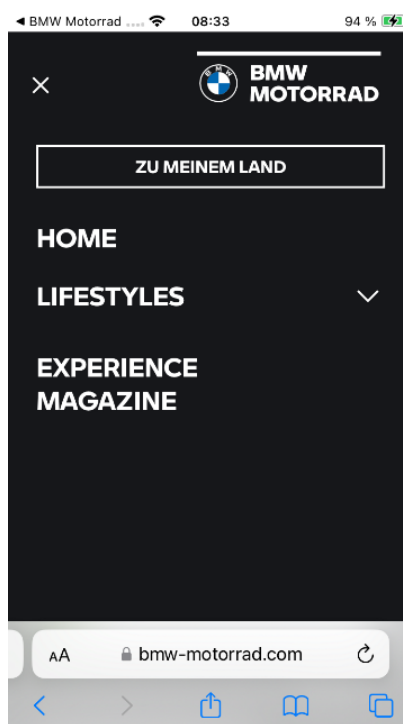 ◀ BMW Motorrad .... 08:33 94 %
BMW
MOTORRAD
ZU MEINEM LAND
HOME
LIFESTYLES
EXPERIENCE
MAGAZINE
AA bmw-motorrad.com